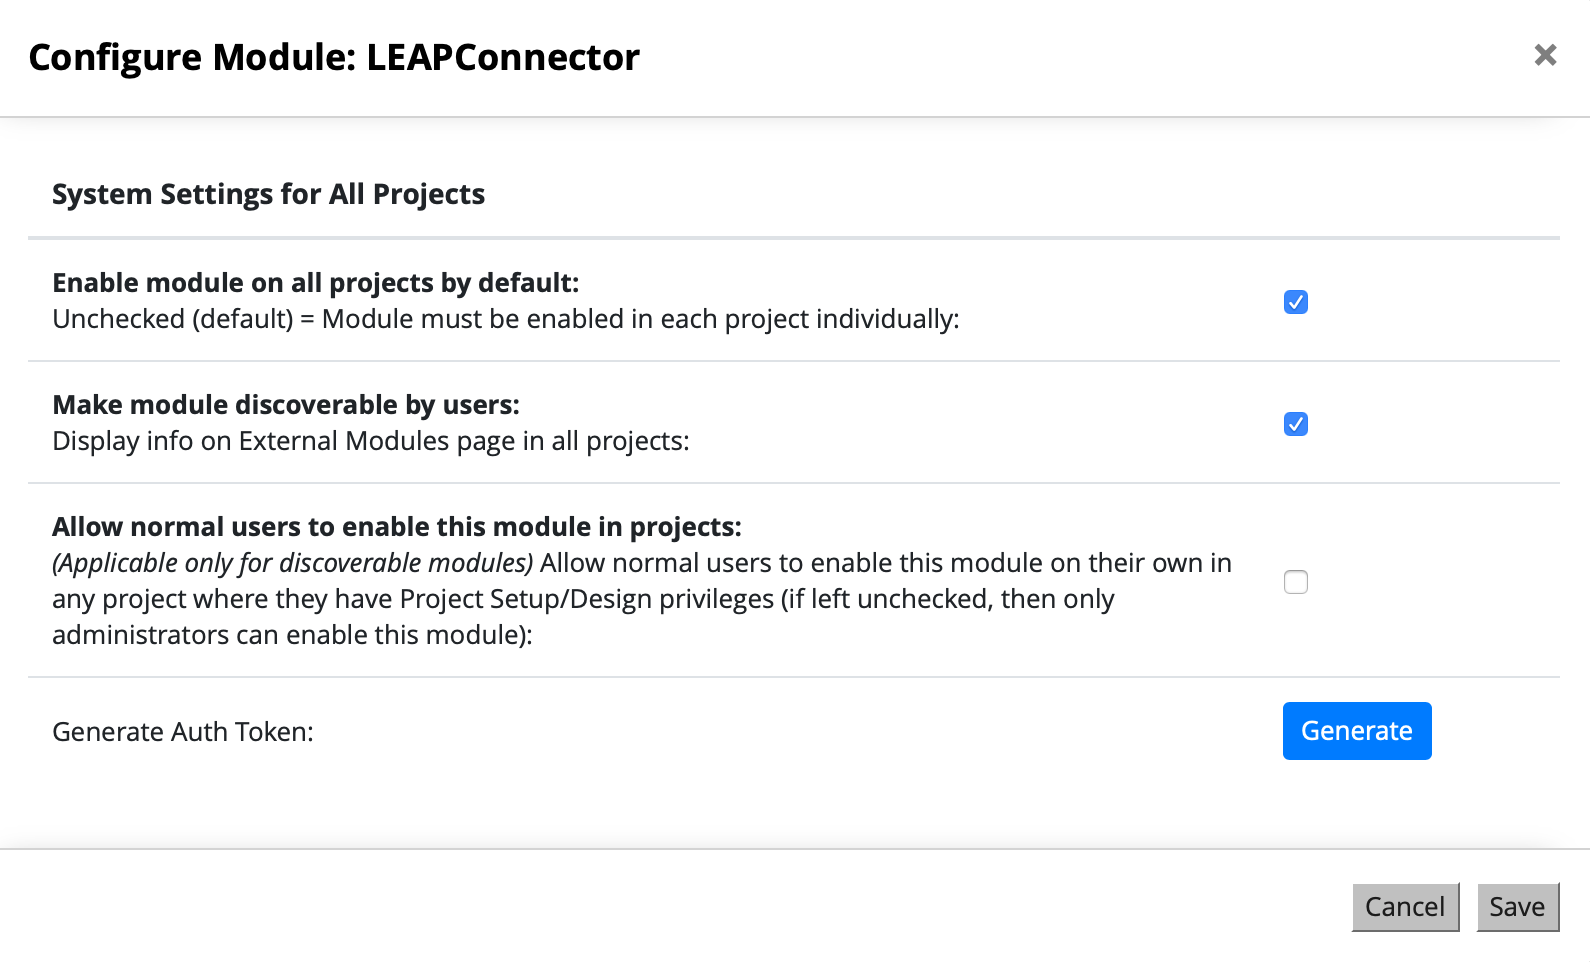 Configure Module: LEAPConnector
System Settings for All Projects
Enable module on all projects by default:
Unchecked (default) = Module must be enabled in each project individually:
Make module discoverable by users:
Display info on External Modules page in all projects:
Allow normal users to enable this module in projects:
(Applicable only for discoverable modules) Allow normal users to enable this module on their own in
any project where they have Project Setup/Design privileges (if left unchecked, then only
administrators can enable this module):
Generate Auth Token:
Generate
Cancel
Save